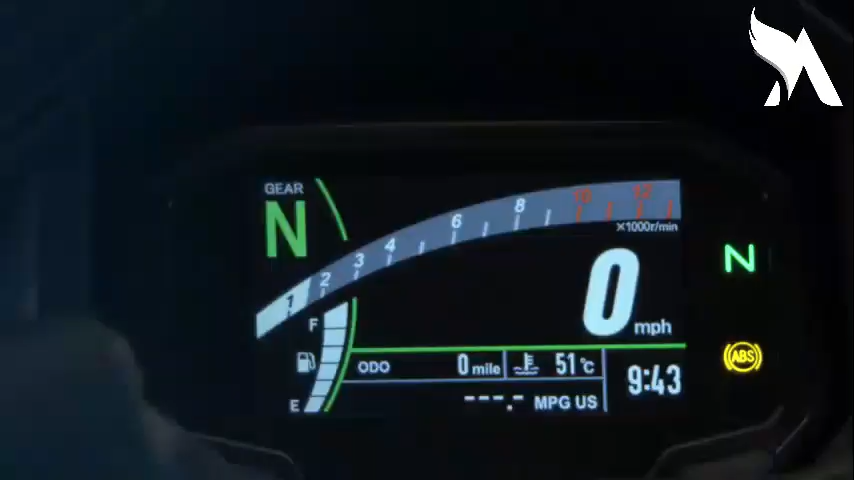 GEAR
N
1 2 3 4 6 8 10 12
×1000r/min
0 mph
N
F
E
ODO 0 mile 51℃
9:43
---.- MPG US
ABS